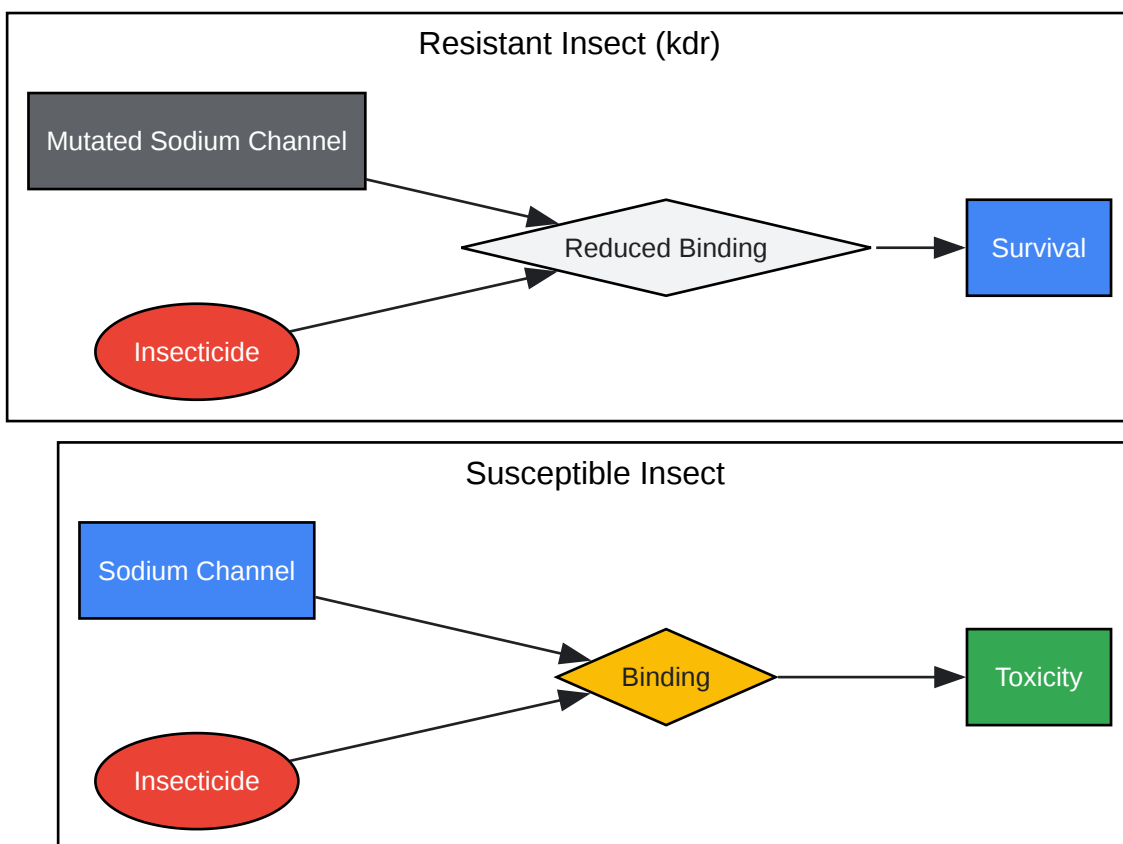 Resistant Insect (kdr)
Mutated Sodium Channel
Reduced Binding
Survival
Insecticide
Susceptible Insect
Sodium Channel
Binding
Toxicity
Insecticide